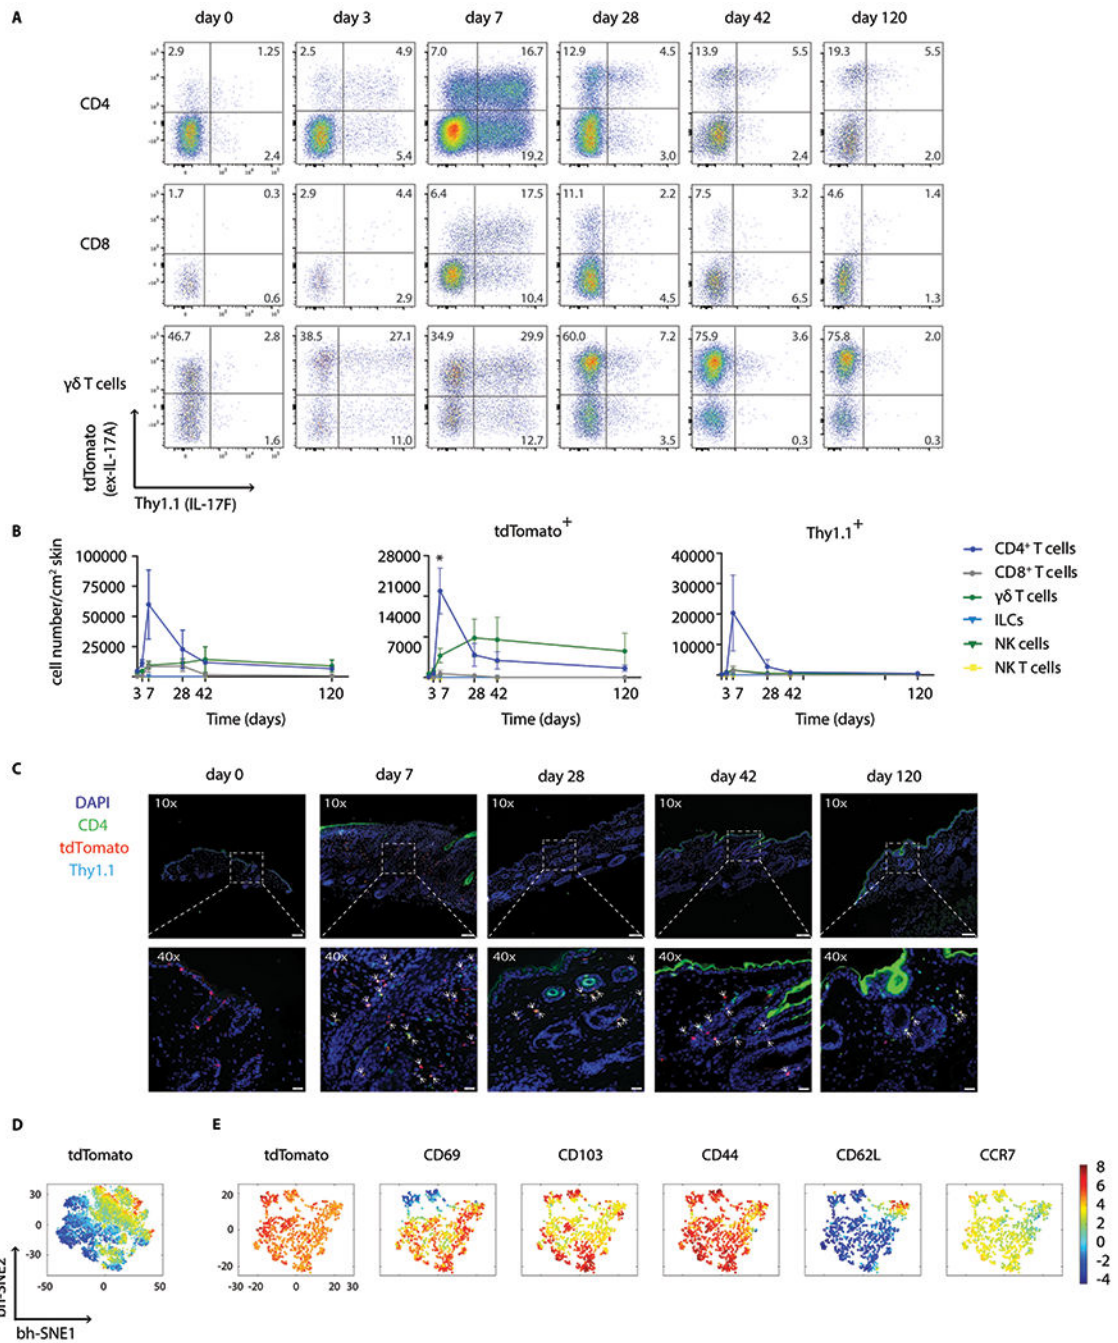 A
day 0 day 3 day 7 day 28 day 42 day 120
2.9 1.25 2.5 4.9 7.0 16.7 12.9 4.5 13.9 5.5 19.3 5.5
CD4
2.4 5.4 19.2 3.0 2.4 2.0
1.7 0.3 2.9 4.4 6.4 17.5 11.1 2.2 7.5 3.2 4.6 1.4
CD8
0.6 2.9 10.4 4.5 6.5 1.3
46.7 2.8 38.5 27.1 34.9 29.9 60.0 7.2 75.9 3.6 75.8 2.0
γδ T cells
1.6 11.0 12.7 3.5 0.3 0.3
tdTomato
(ex-IL-17A)
Thy1.1 (IL-17F)
B
tdTomato+ Thy1.1+
cell number/cm² skin
100000
75000
50000
25000
3 7 28 42 120
Time (days)
28000
21000
14000
7000
*
3 7 28 42 120
Time (days)
40000
30000
20000
10000
3 7 28 42 120
Time (days)
CD4+ T cells
CD8+ T cells
γδ T cells
ILCs
NK cells
NK T cells
C
day 0 day 7 day 28 day 42 day 120
DAPI
CD4
tdTomato
Thy1.1
10x 10x 10x 10x 10x
40x 40x 40x 40x 40x
D E
tdTomato tdTomato CD69 CD103 CD44 CD62L CCR7
30
0
-30
-50 0 50
20
0
-20
-30 -20 0 20 30
8
6
4
2
0
-2
-4
bh-SNE2
bh-SNE1